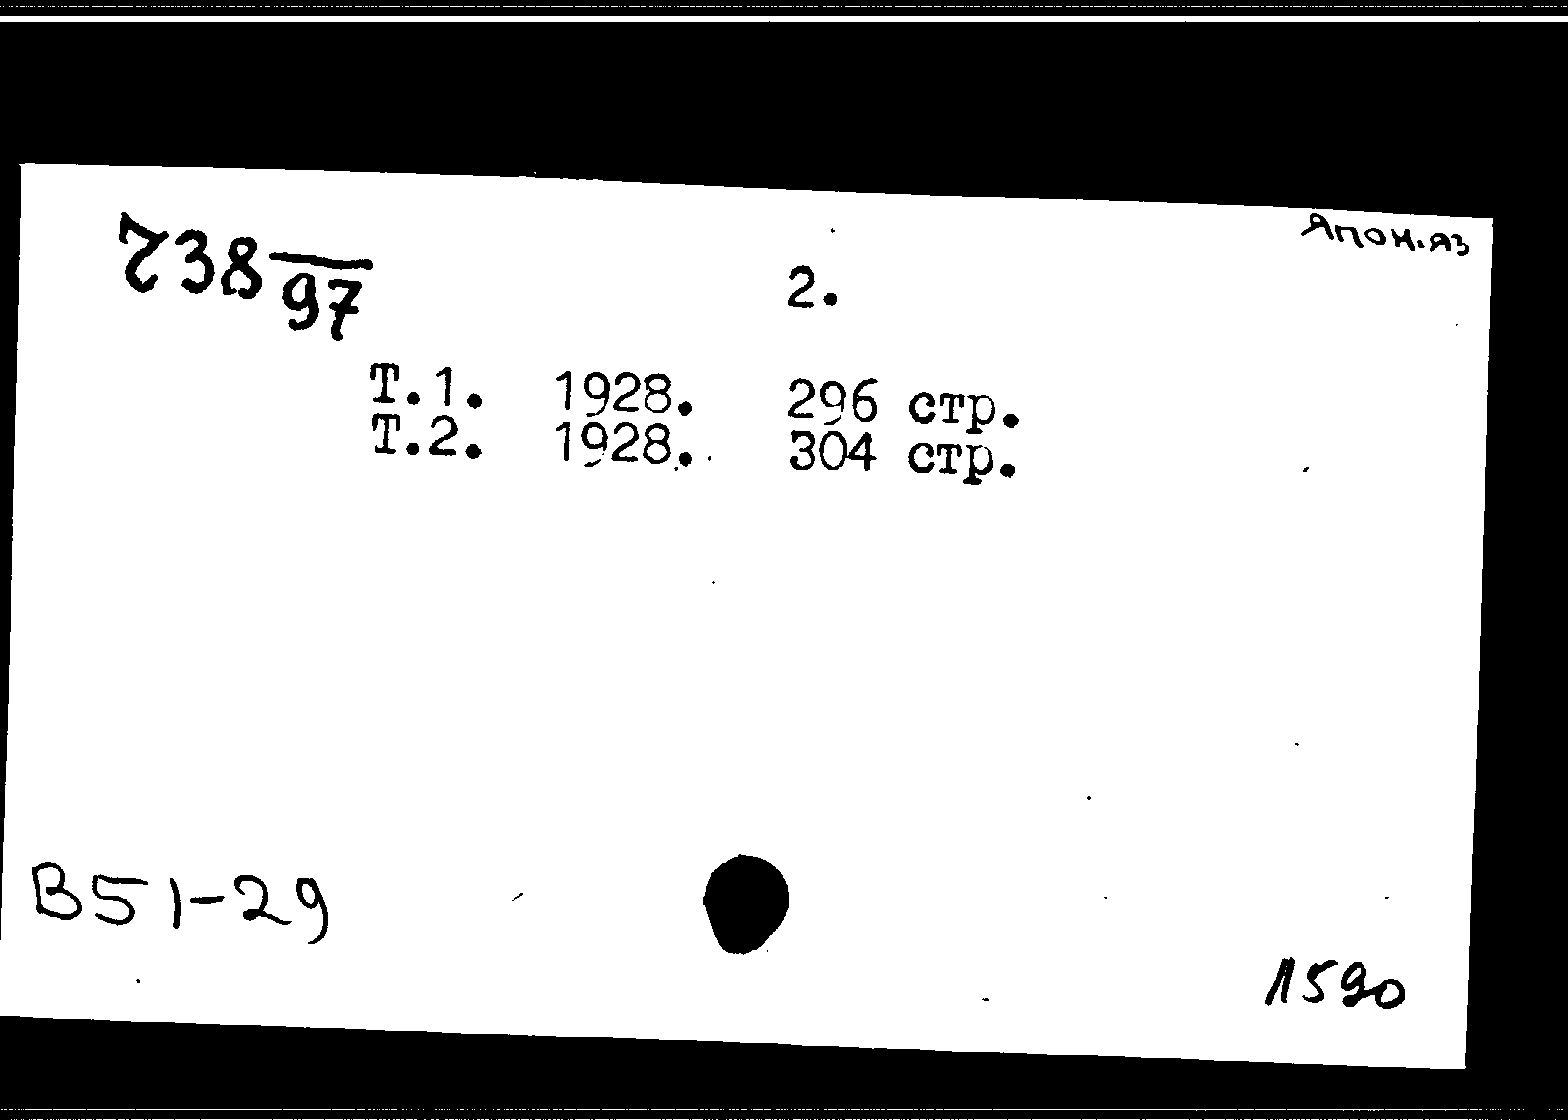 Япон.яз
738/97
2.
Т.1. 1928. 296 стр.
Т.2. 1928. 304 стр.
В51-29
1590